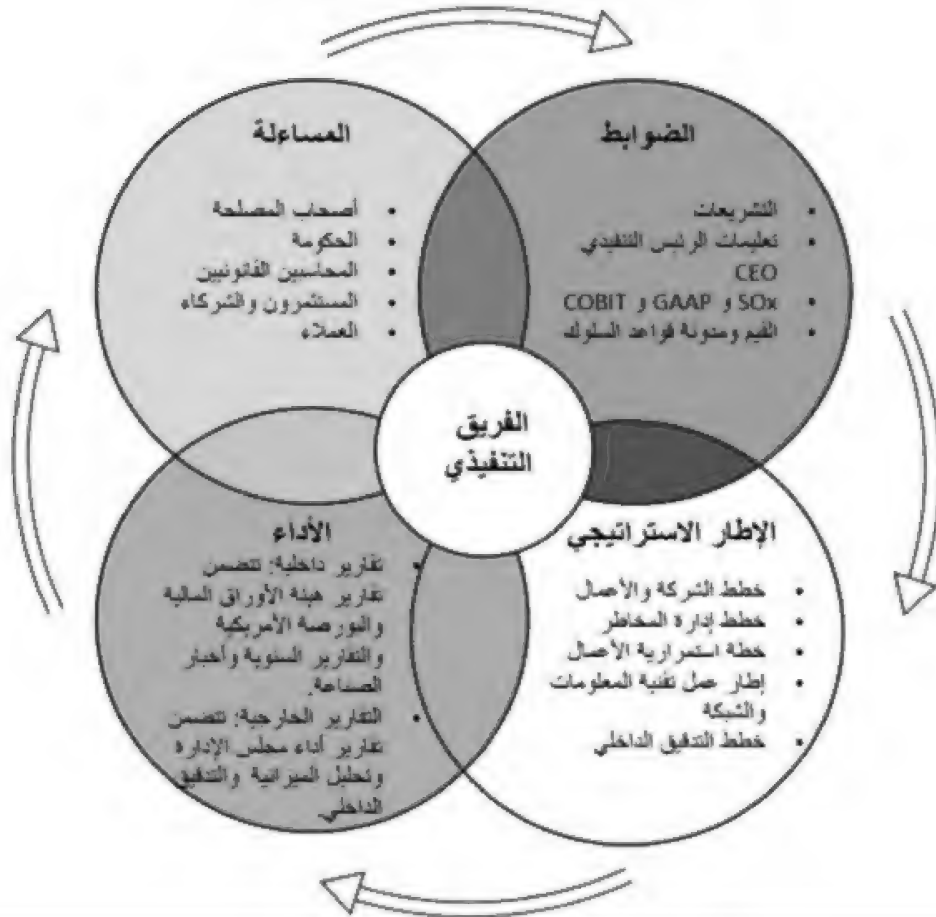 المساءلة
أصحاب المصلحة
الحكومة
المحاسبين القانونيين
المستثمرون والشركاء
العملاء
الضوابط
التشريعات
تعليمات الرئيس التنفيذي
CEO
SOx و GAAP و COBIT
القيم ومدونة قواعد السلوك
الفريق
التنفيذي
الأداء
تقارير داخلية: تتضمن
تقارير هيئة الأوراق المالية
والبورصة الأمريكية
والتقارير السنوية وأخبار
الصناعة.
التقارير الخارجية: تتضمن
تقارير أداء مجلس الإدارة
وتحليل الميزانية والتدقيق
الداخلي.
الإطار الاستراتيجي
خطط الشركة والأعمال
خطط إدارة المخاطر
خطة استمرارية الأعمال
إطار عمل تقنية المعلومات
والشبكة
خطط التدقيق الداخلي